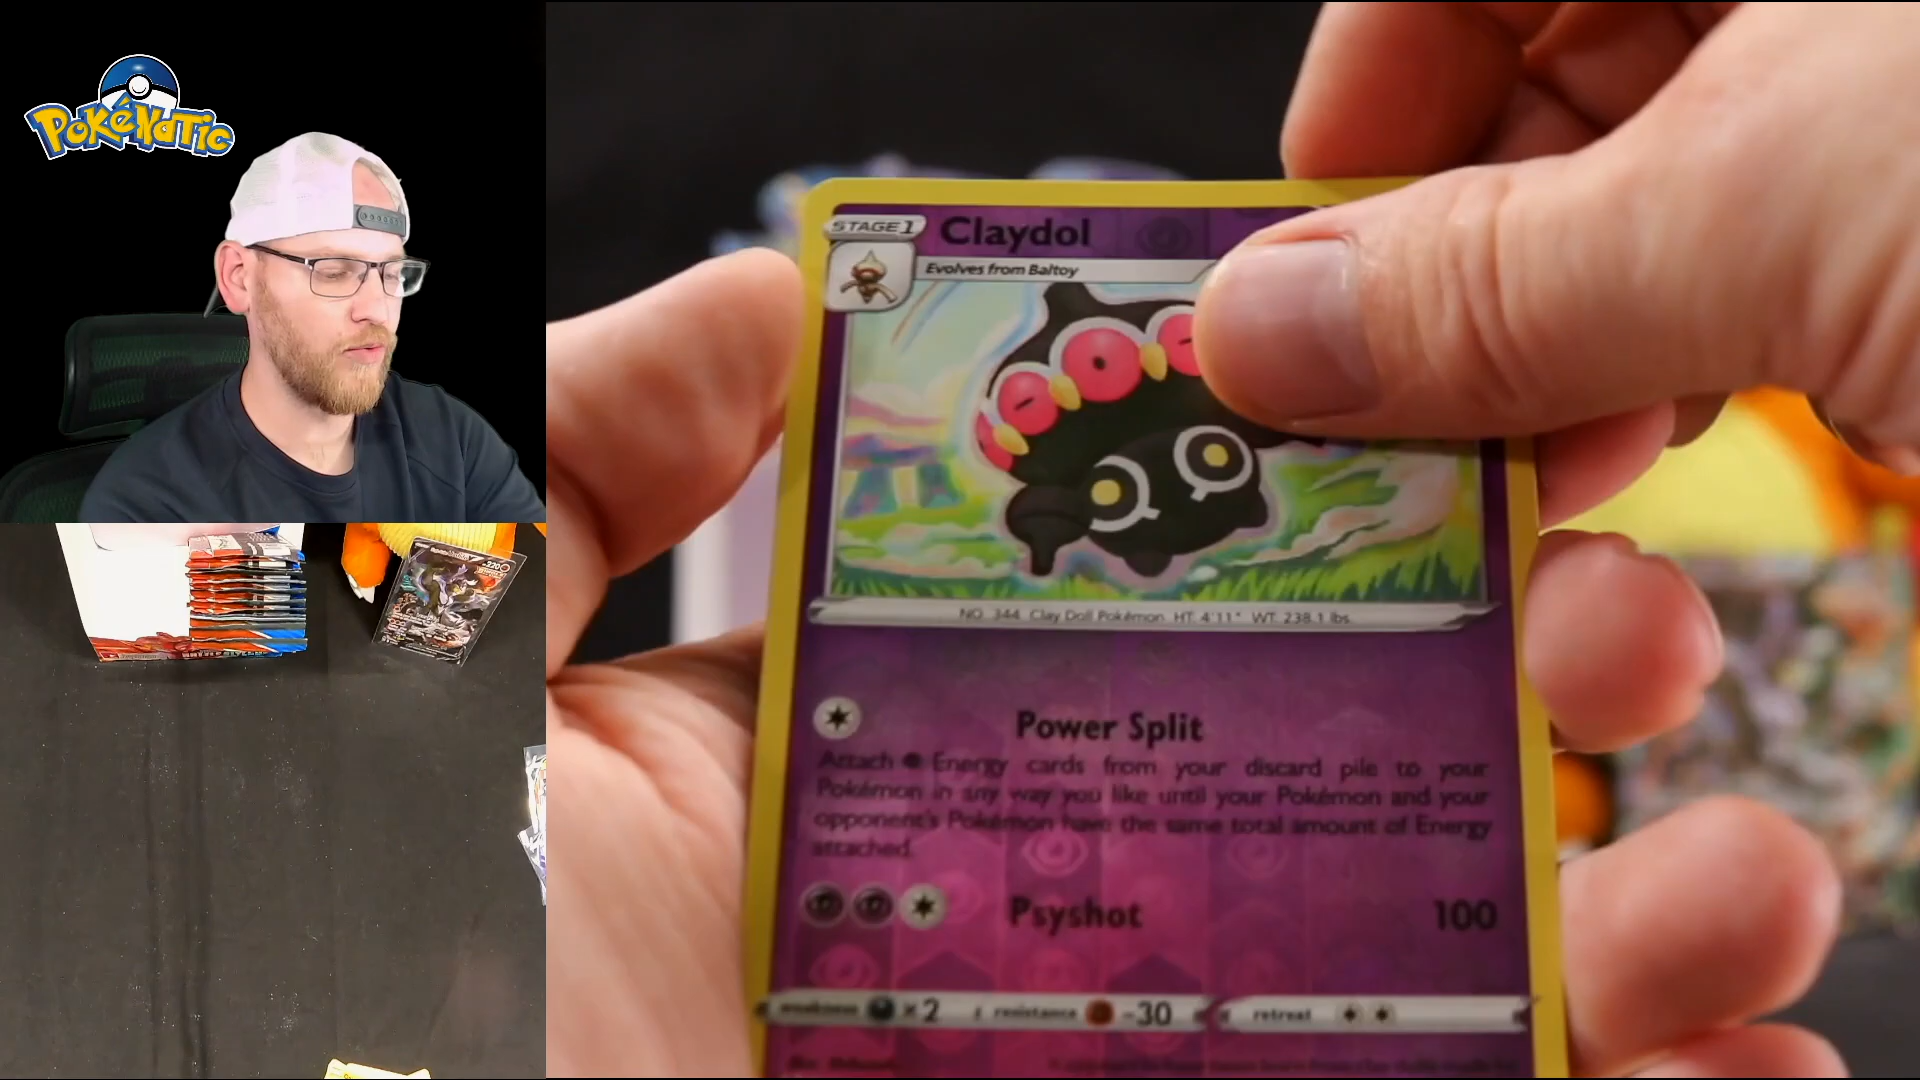 PoKéNaTic
STAGE 1
Claydol
Evolves from Baltoy
NO. 344 Clay Doll Pokémon HT: 4'11" WT: 238.1 lbs.
Power Split
Attach Energy cards from your discard pile to your
Pokémon in any way you like until your Pokémon and your
opponent's Pokémon have the same total amount of Energy
attached.
Psyshot 100
weakness ×2 resistance -30 retreat
220